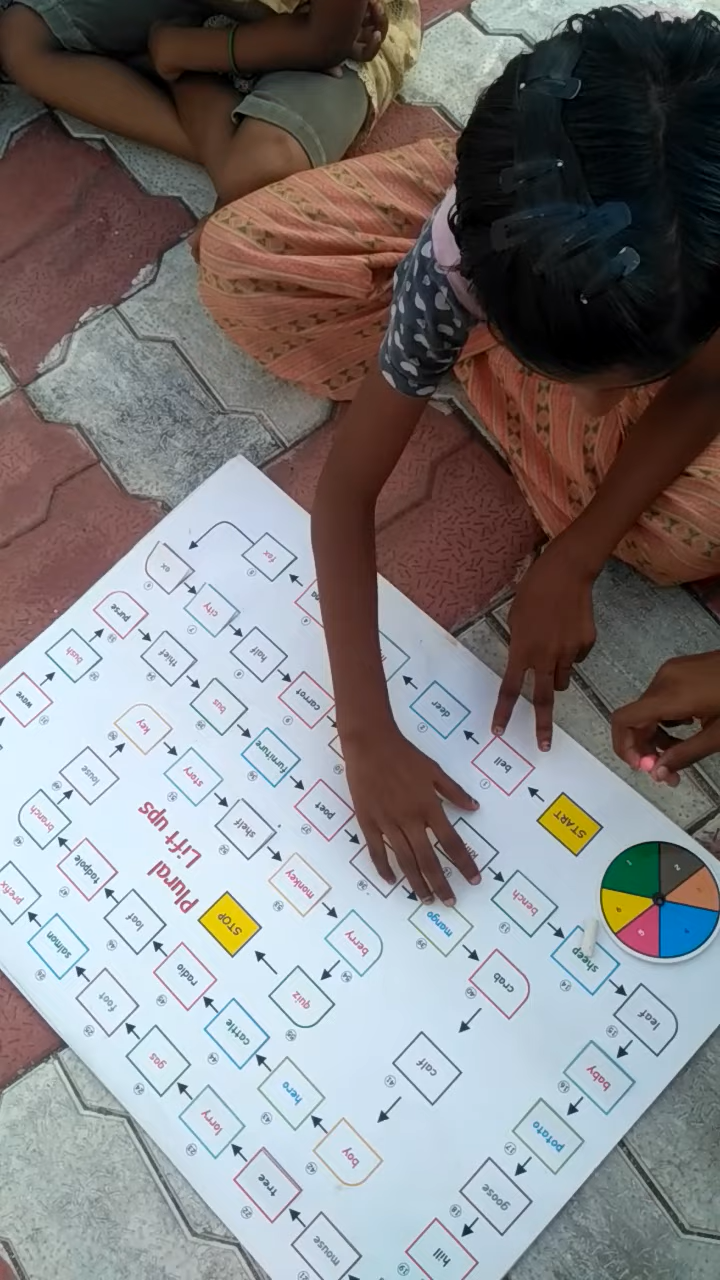 Plural
Lift ups
START
bell
deer
fox
ox
city
half
carrot
bench
sheep
leaf
baby
potato
goose
hill
mouse
tree
lorry
gas
foot
salmon
prefix
wave
bush
purse
thief
bus
furniture
poet
mango
crab
calf
boy
hero
cattle
radio
loaf
tadpole
branch
louse
key
story
shelf
monkey
berry
quiz
STOP